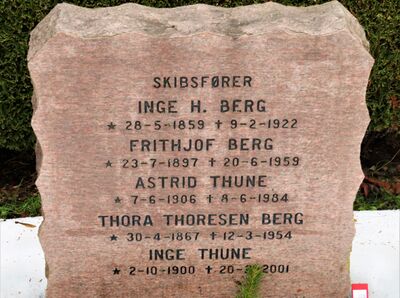 SKIBSFØRER
INGE H. BERG
★ 28-5-1859 ✝ 9-2-1922
FRITHJOF BERG
★ 23-7-1897 ✝ 20-6-1959
ASTRID THUNE
★ 7-6-1906 ✝ 8-6-1984
THORA THORESEN BERG
★ 30-4-1867 ✝ 12-3-1954
INGE THUNE
★ 2-10-1900 ✝